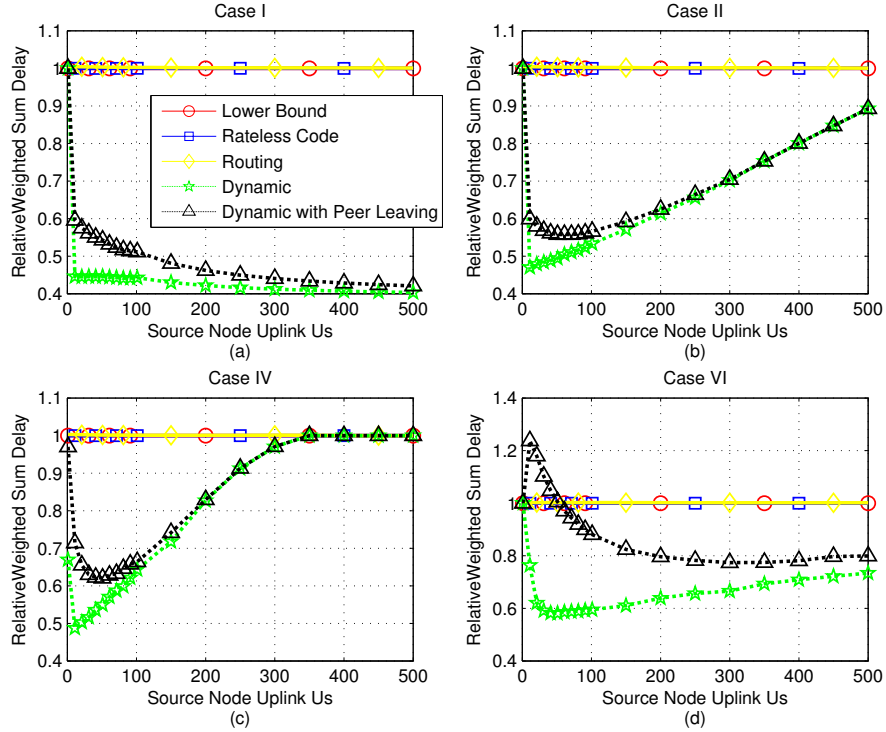 Case I
1.1
1
0.9
0.8
0.7
0.6
0.5
0.4
RelativeWeighted Sum Delay
Lower Bound
Rateless Code
Routing
Dynamic
Dynamic with Peer Leaving
0 100 200 300 400 500
Source Node Uplink Us
(a)
Case II
1.1
1
0.9
0.8
0.7
0.6
0.5
0.4
RelativeWeighted Sum Delay
0 100 200 300 400 500
Source Node Uplink Us
(b)
Case IV
1.1
1
0.9
0.8
0.7
0.6
0.5
0.4
RelativeWeighted Sum Delay
0 100 200 300 400 500
Source Node Uplink Us
(c)
Case VI
1.4
1.2
1
0.8
0.6
0.4
RelativeWeighted Sum Delay
0 100 200 300 400 500
Source Node Uplink Us
(d)